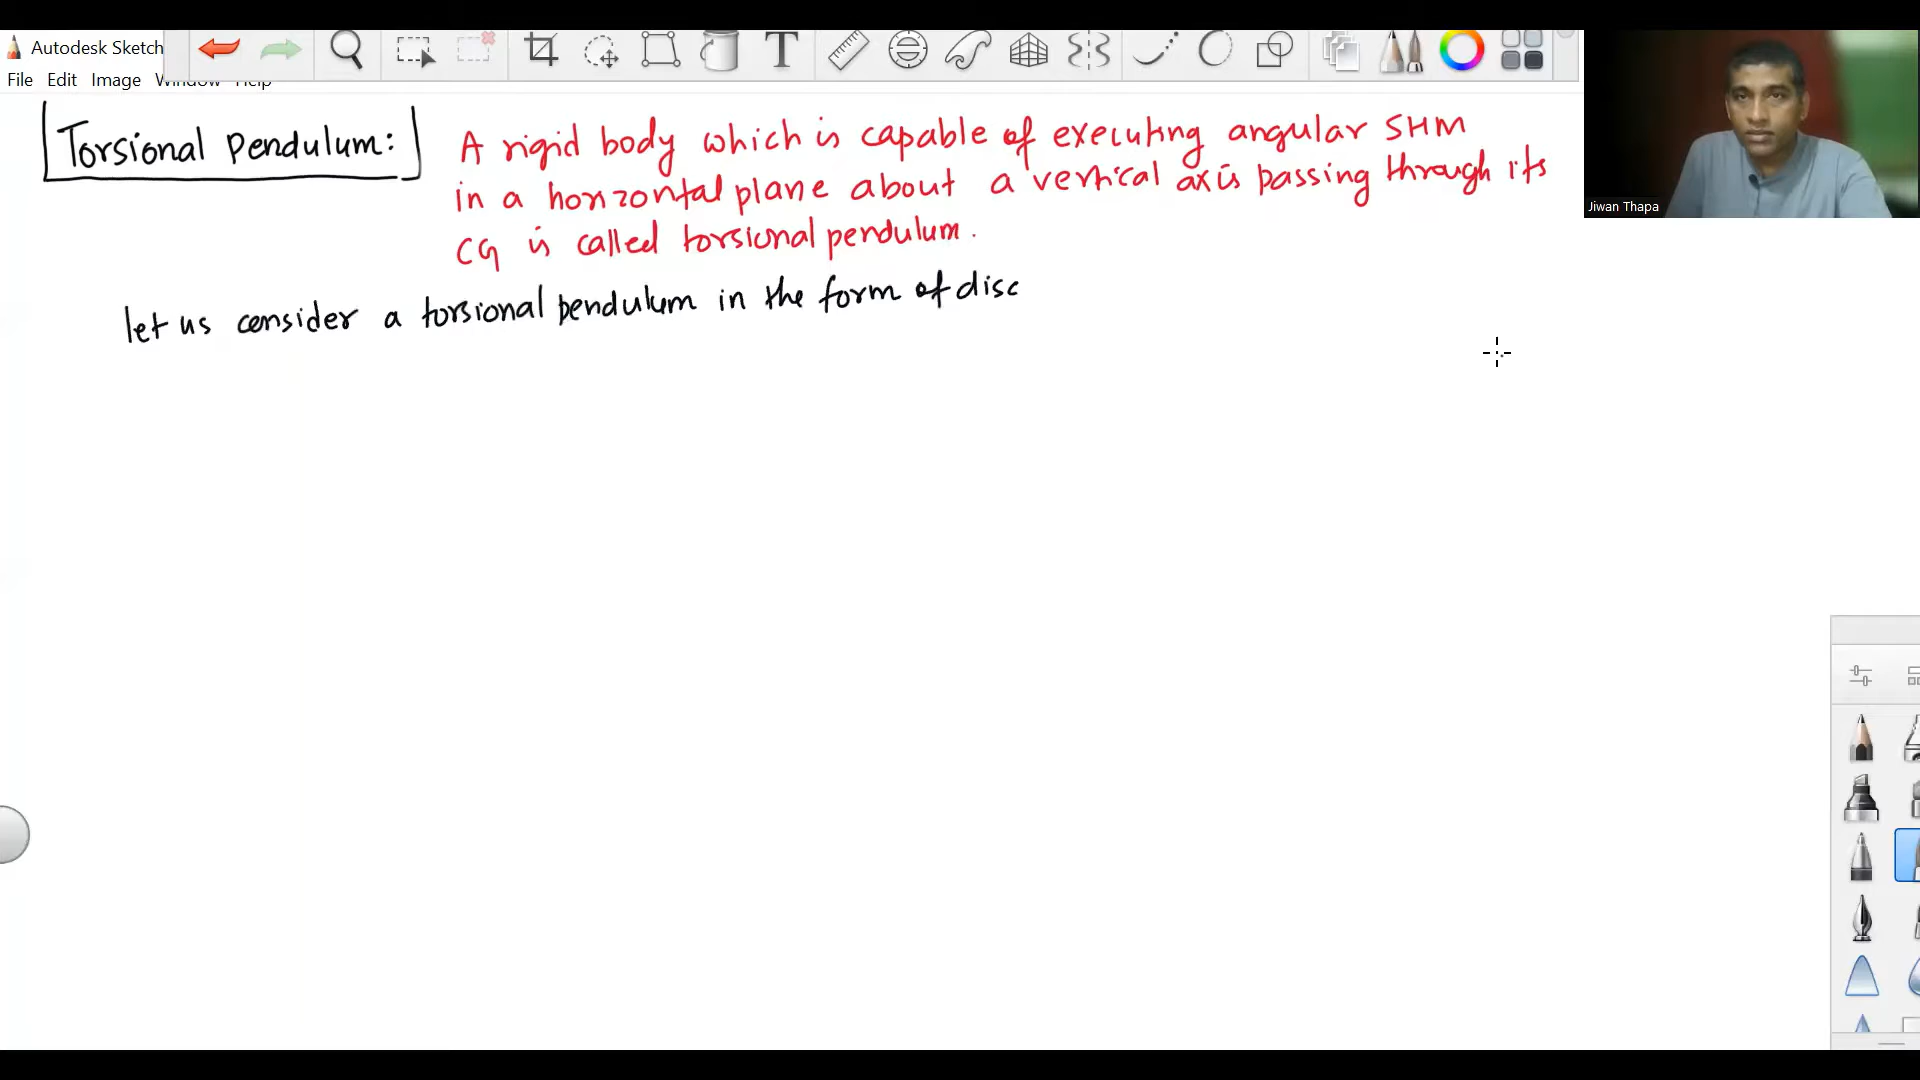 Autodesk Sketch
File Edit Image Window Help
Torsional Pendulum:
A rigid body which is capable of executing angular SHM
in a horizontal plane about a vertical axis passing through its
CG is called torsional pendulum.
let us consider a torsional pendulum in the form of disc
Jiwan Thapa